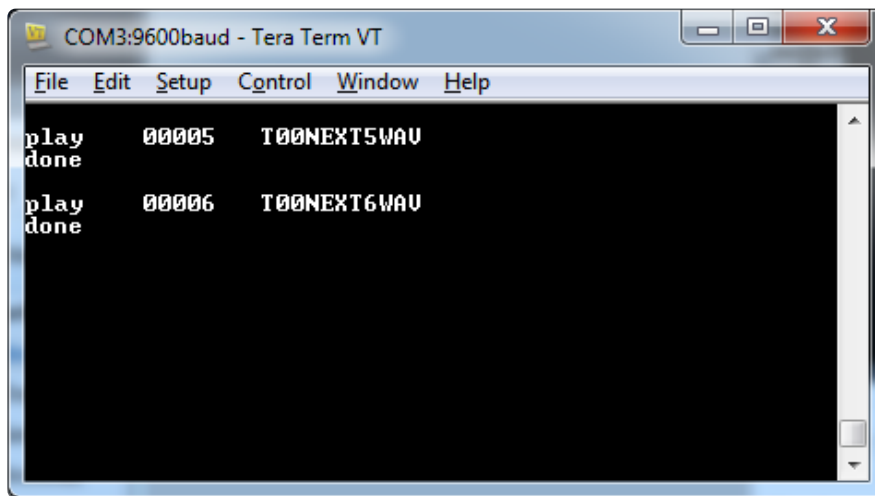 COM3:9600baud - Tera Term VT
File Edit Setup Control Window Help
play 00005 T00NEXT5WAV
done
play 00006 T00NEXT6WAV
done